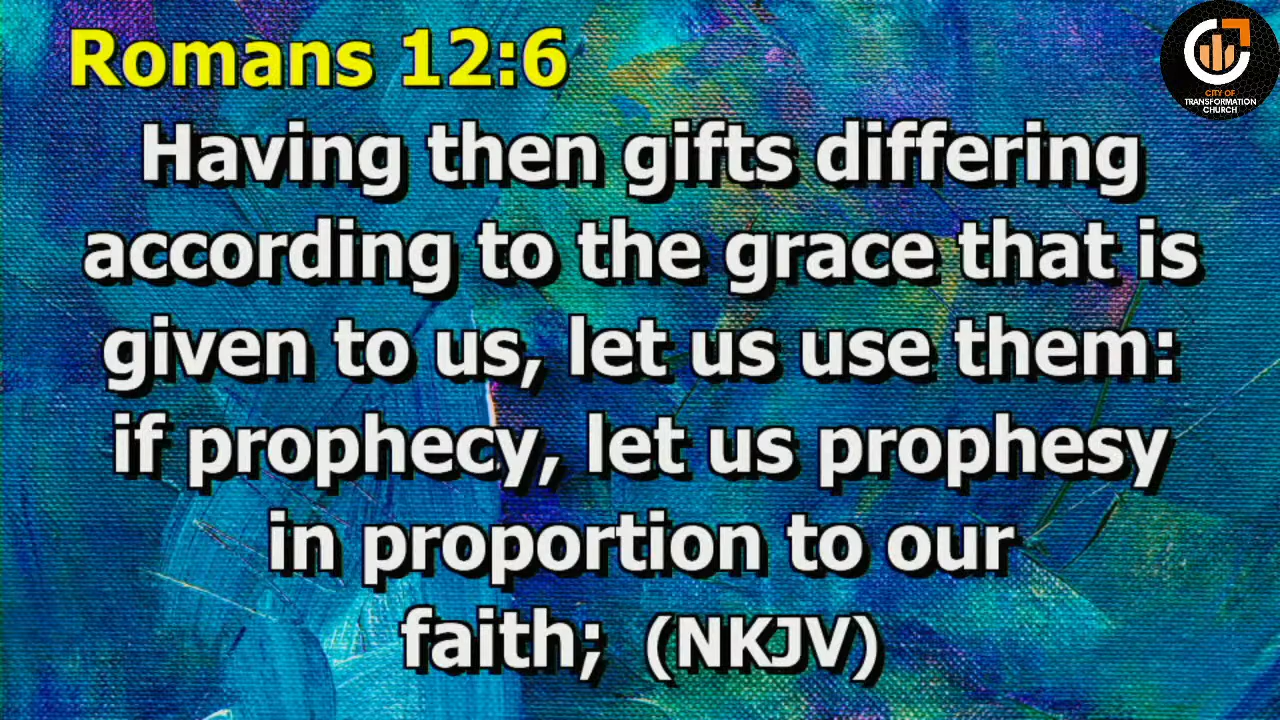 Romans 12:6
CITY OF
TRANSFORMATION
CHURCH
Having then gifts differing
according to the grace that is
given to us, let us use them:
if prophecy, let us prophesy
in proportion to our
faith; (NKJV)